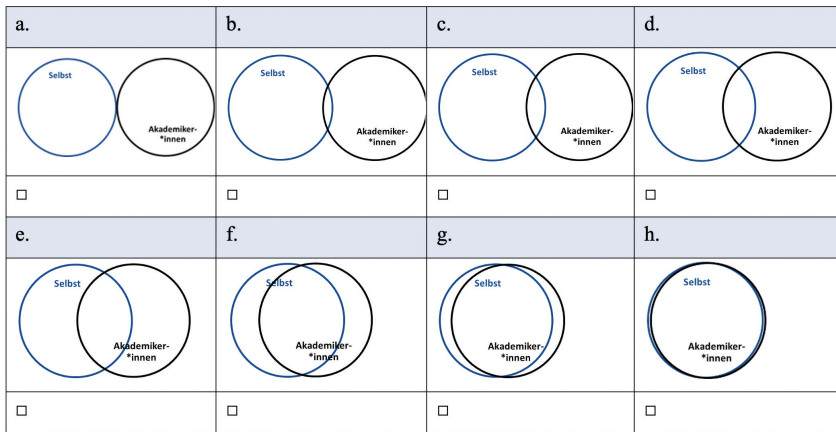 a.
b.
c.
d.
Selbst
Akademiker-
*innen
Selbst
Akademiker-
*innen
Selbst
Akademiker-
*innen
Selbst
Akademiker-
*innen
☐
☐
☐
☐
e.
f.
g.
h.
Selbst
Akademiker-
*innen
Selbst
Akademiker-
*innen
Selbst
Akademiker-
*innen
Selbst
Akademiker-
*innen
☐
☐
☐
☐